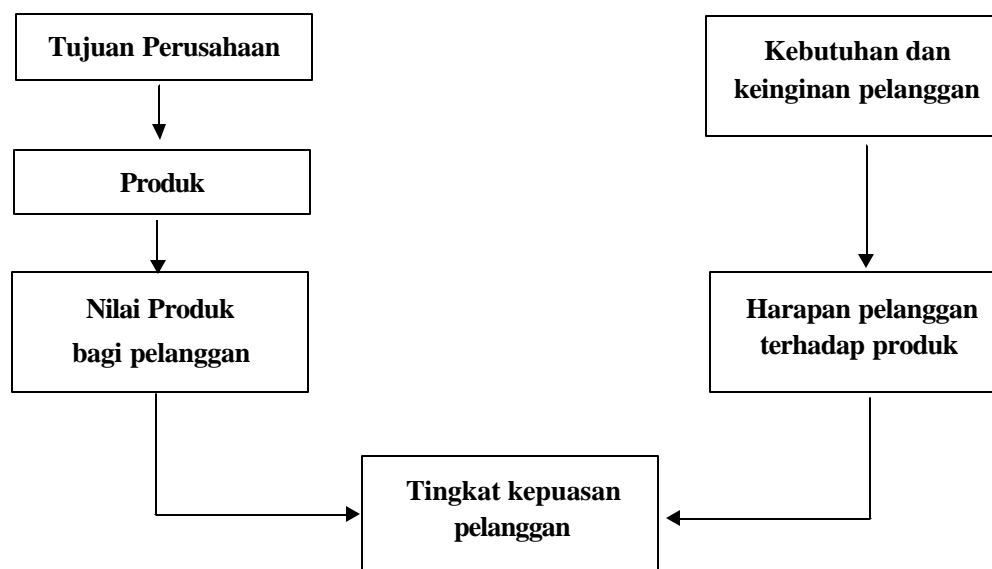 Tujuan Perusahaan
Kebutuhan dan
keinginan pelanggan
Produk
Nilai Produk
bagi pelanggan
Harapan pelanggan
terhadap produk
Tingkat kepuasan
pelanggan